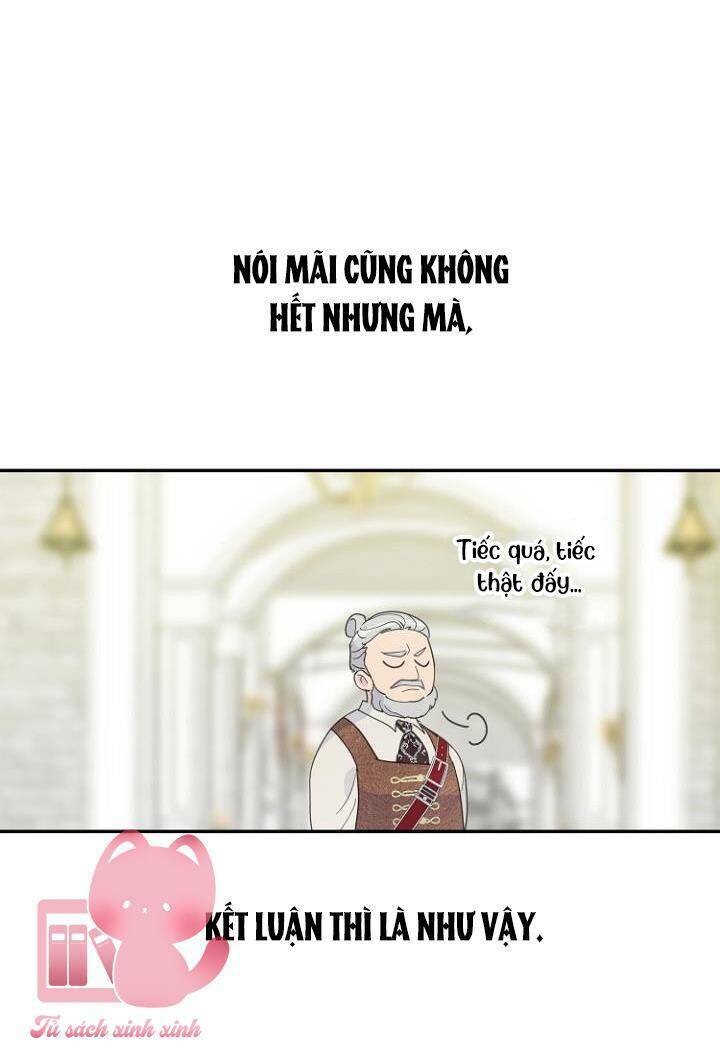 NÓI MÃI CŨNG KHÔNG
HẾT NHƯNG MÀ,
Tiếc quá, tiếc
thật đấy...
KẾT LUẬN THÌ LÀ NHƯ VẬY.
Tủ sách xinh xinh